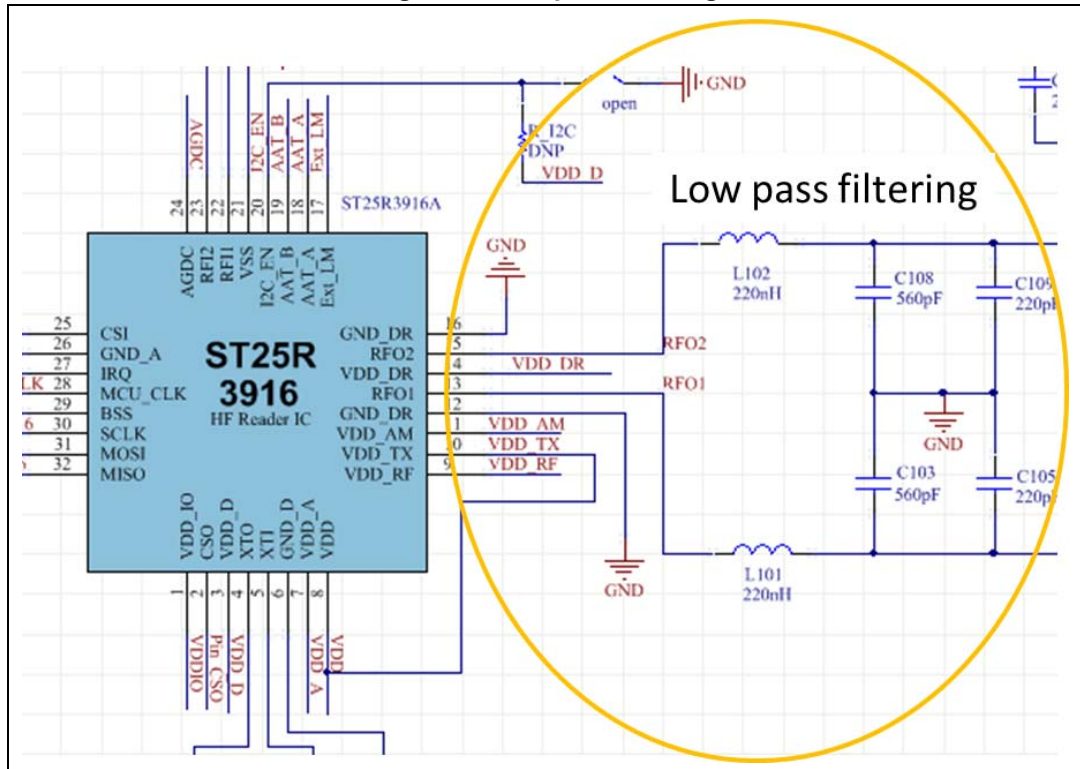 GND
open
R_I2C
DNP
VDD_D
Low pass filtering
AGDC
I2C_EN
AAT_B
AAT_A
Ext_LM
24
23
22
21
20
19
18
17
ST25R3916A
AGDC
RFI2
RFI1
VSS
I2C_EN
AAT_B
AAT_A
Ext_LM
GND
L102
220nH
C108
560pF
25
CSI
26
GND_A
27
IRQ
28
MCU_CLK
29
BSS
30
SCLK
31
MOSI
32
MISO
ST25R
3916
HF Reader IC
GND_DR
16
RFO2
5
RFO2
VDD_DR
4
VDD_DR
RFO1
3
RFO1
GND_DR
12
VDD_AM
1
VDD_AM
VDD_TX
VDD_TX
VDD_RF
9
VDD_RF
GND
C103
560pF
C105
VDD_IO
CSO
VDD_D
XTO
XTI
GND_D
VDD_A
VDD
GND
L101
220nH
1
2
3
4
5
6
7
8
VDDIO
Pin_CSO
VDD_D
VDD_A
VDD